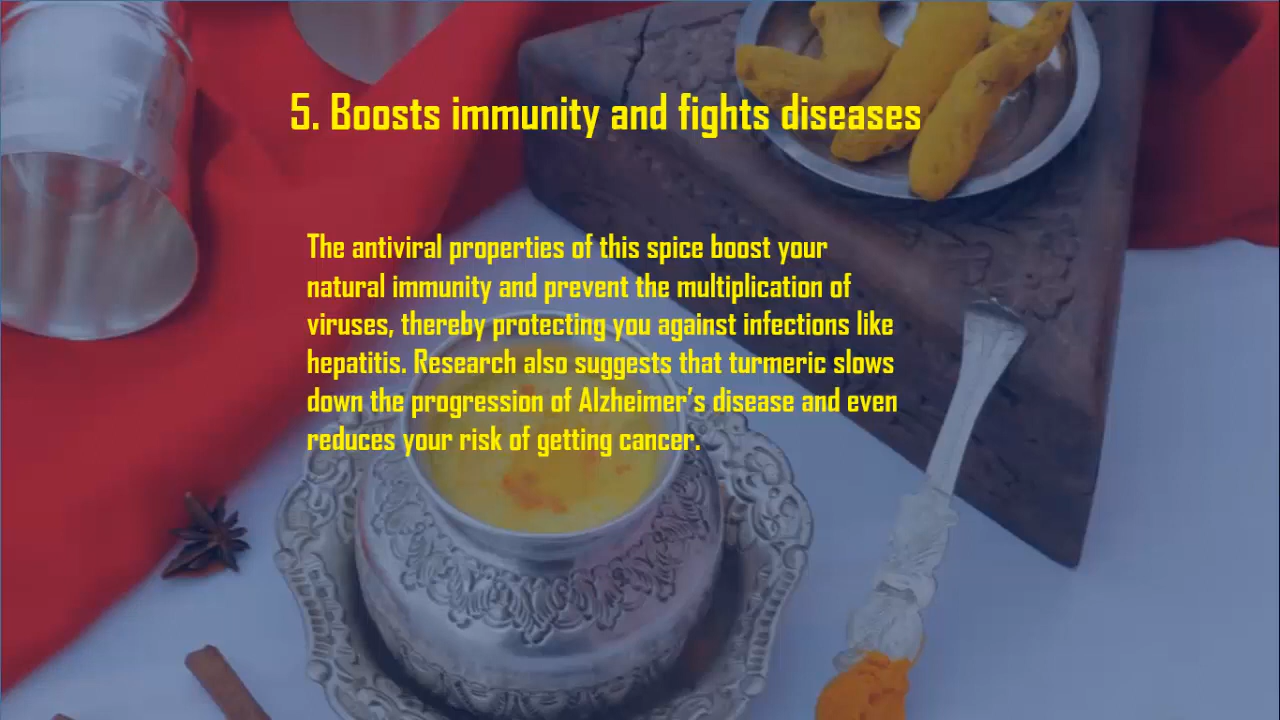 5. Boosts immunity and fights diseases
The antiviral properties of this spice boost your
natural immunity and prevent the multiplication of
viruses, thereby protecting you against infections like
hepatitis. Research also suggests that turmeric slows
down the progression of Alzheimer’s disease and even
reduces your risk of getting cancer.